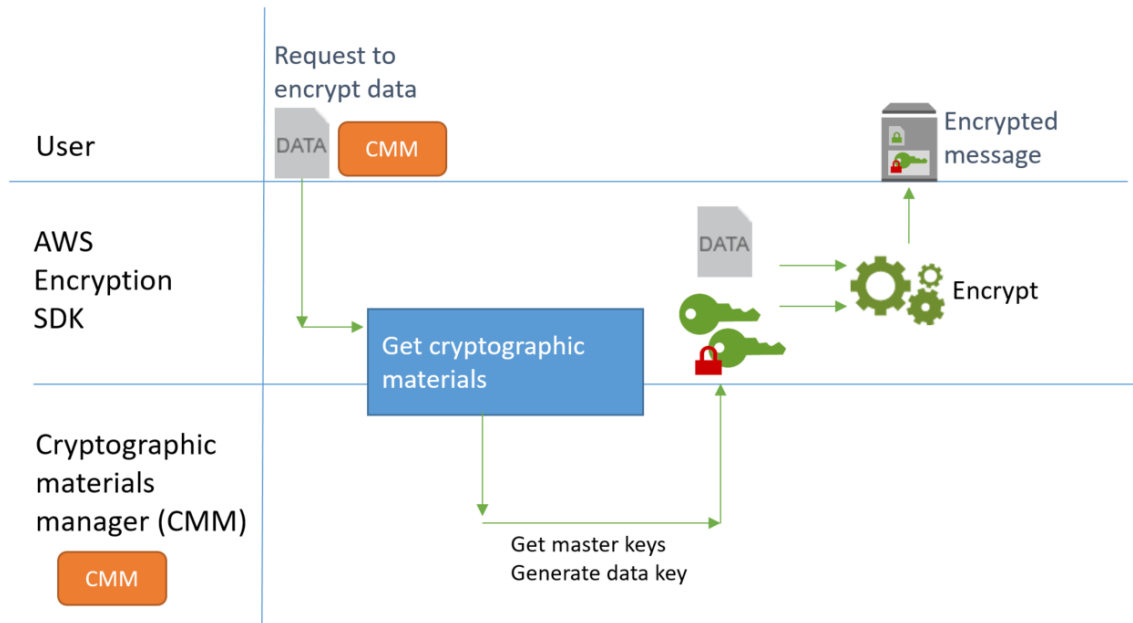 Request to
encrypt data
User
DATA
CMM
Encrypted
message
AWS
Encryption
SDK
DATA
Encrypt
Get cryptographic
materials
Cryptographic
materials
manager (CMM)
CMM
Get master keys
Generate data key